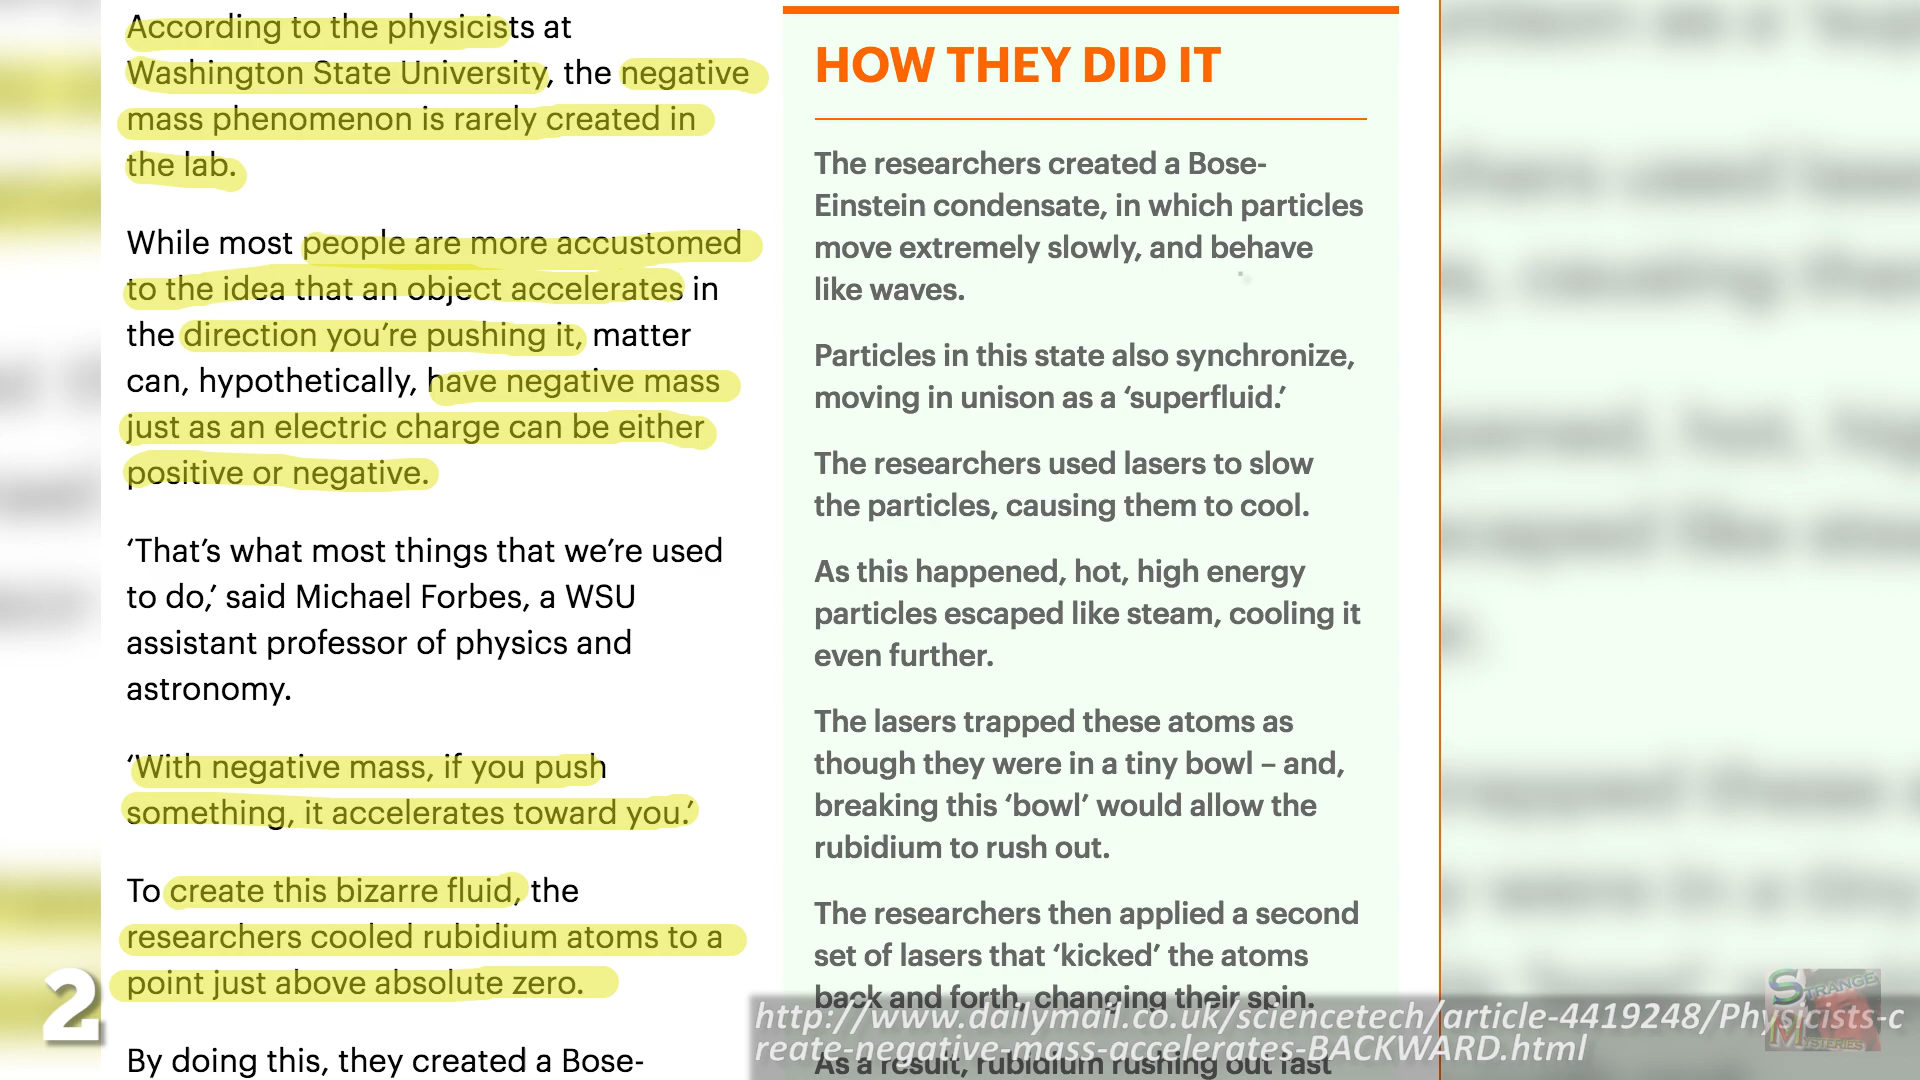 According to the physicists at
Washington State University, the negative
mass phenomenon is rarely created in
the lab.
While most people are more accustomed
to the idea that an object accelerates in
the direction you’re pushing it, matter
can, hypothetically, have negative mass
just as an electric charge can be either
positive or negative.
‘That’s what most things that we’re used
to do,’ said Michael Forbes, a WSU
assistant professor of physics and
astronomy.
‘With negative mass, if you push
something, it accelerates toward you.’
To create this bizarre fluid, the
researchers cooled rubidium atoms to a
point just above absolute zero.
By doing this, they created a Bose-
HOW THEY DID IT
The researchers created a Bose-
Einstein condensate, in which particles
move extremely slowly, and behave
like waves.
Particles in this state also synchronize,
moving in unison as a ‘superfluid.’
The researchers used lasers to slow
the particles, causing them to cool.
As this happened, hot, high energy
particles escaped like steam, cooling it
even further.
The lasers trapped these atoms as
though they were in a tiny bowl – and,
breaking this ‘bowl’ would allow the
rubidium to rush out.
The researchers then applied a second
set of lasers that ‘kicked’ the atoms
back and forth, changing their spin.
As a result, rubidium rushing out fast
2
http://www.dailymail.co.uk/sciencetech/article-4419248/Physicists-c
reate-negative-mass-accelerates-BACKWARD.html
STRANGE
MYSTERIES